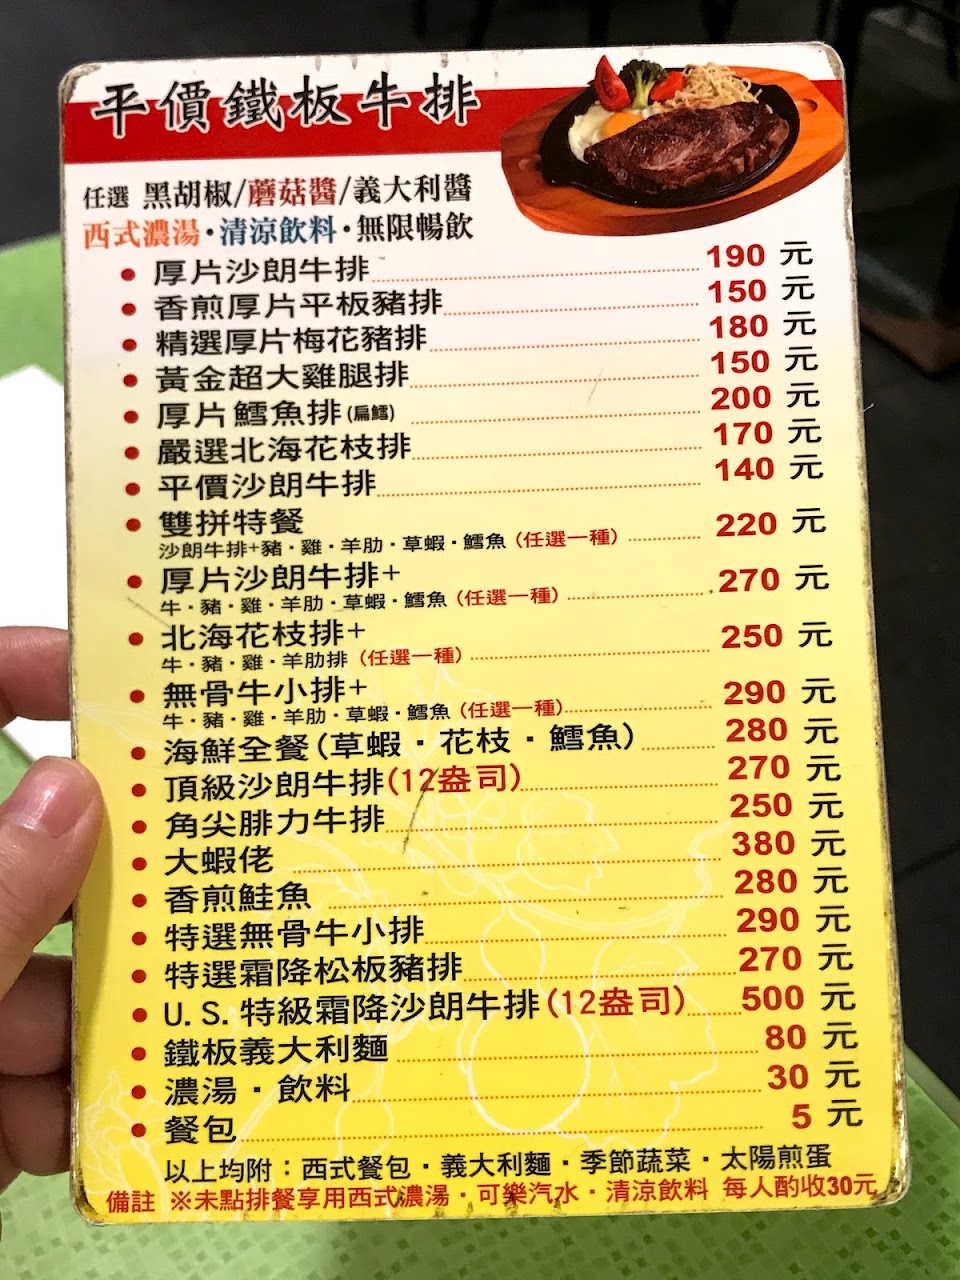 平價鐵板牛排
任選 黑胡椒/蘑菇醬/義大利醬
西式濃湯·清涼飲料·無限暢飲
• 厚片沙朗牛排 190 元
• 香煎厚片平板豬排 150 元
• 精選厚片梅花豬排 180 元
• 黃金超大雞腿排 150 元
• 厚片鱈魚排(扁鱈) 200 元
• 嚴選北海花枝排 170 元
• 平價沙朗牛排 140 元
• 雙拼特餐
沙朗牛排+豬·雞·羊肋·草蝦·鱈魚(任選一種) 220 元
• 厚片沙朗牛排+
牛·豬·雞·羊肋·草蝦·鱈魚(任選一種) 270 元
• 北海花枝排+
牛·豬·雞·羊肋排(任選一種) 250 元
• 無骨牛小排+
牛·豬·雞·羊肋·草蝦·鱈魚(任選一種) 290 元
• 海鮮全餐(草蝦·花枝·鱈魚) 280 元
• 頂級沙朗牛排(12盎司) 270 元
• 角尖腓力牛排 250 元
• 大蝦佬 380 元
• 香煎鮭魚 280 元
• 特選無骨牛小排 290 元
• 特選霜降松板豬排 270 元
• U.S.特級霜降沙朗牛排(12盎司) 500 元
• 鐵板義大利麵 80 元
• 濃湯·飲料 30 元
• 餐包 5 元
以上均附：西式餐包·義大利麵·季節蔬菜·太陽煎蛋
備註 ※未點排餐享用西式濃湯·可樂汽水·清涼飲料 每人酌收30元